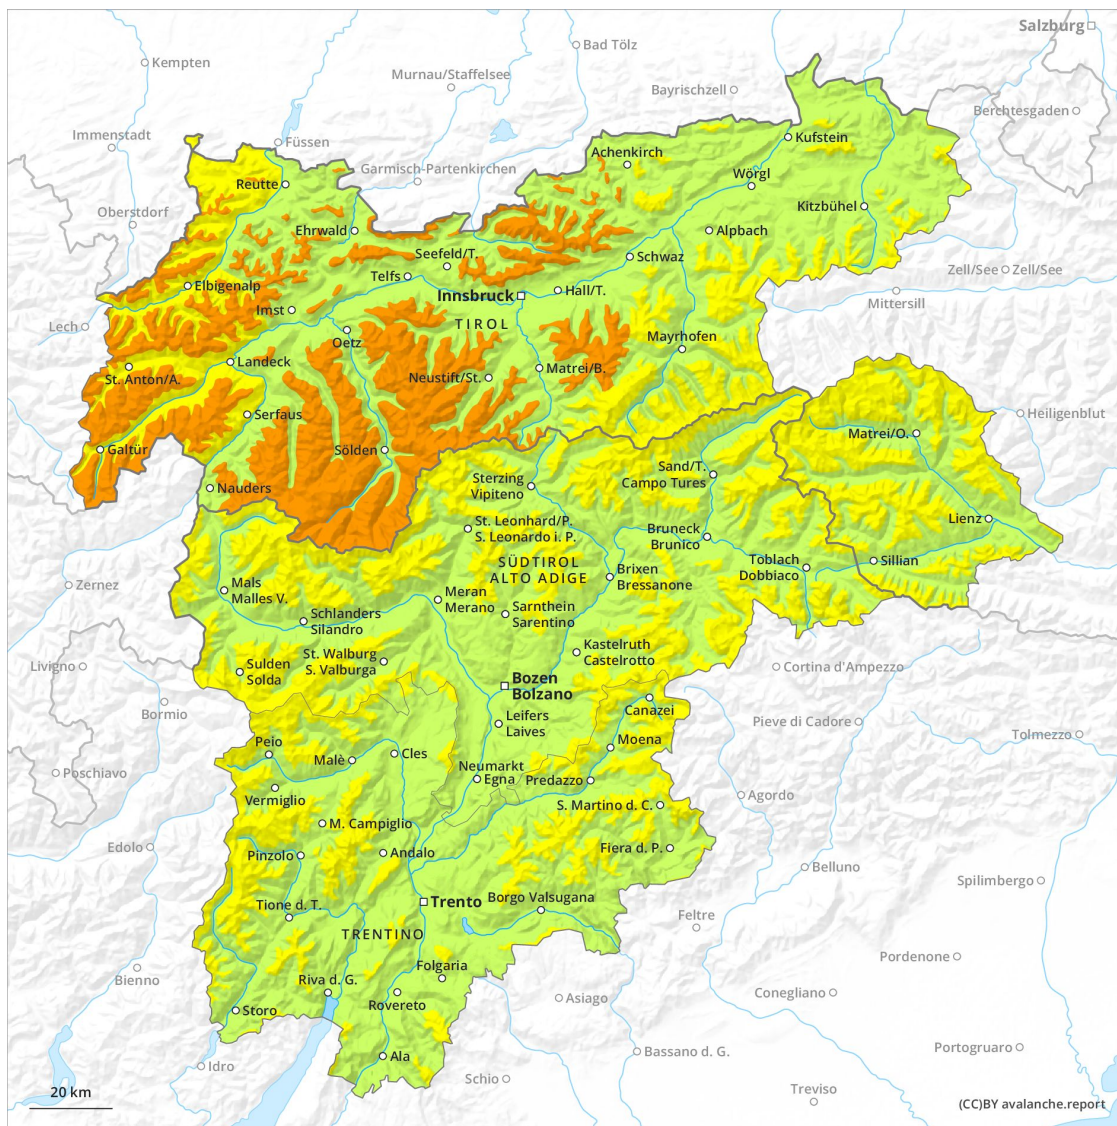 Salzburg
Bad Tölz
Kempten
Murnau/Staffelsee
Bayrischzell
Berchtesgaden
Immenstadt
Füssen
Kufstein
Achenkirch
Garmisch-Partenkirchen
Wörgl
Reutte
Kitzbühel
Oberstdorf
Ehrwald
Alpbach
Seefeld/T.
Schwaz
Zell/See
Zell/See
Telfs
Elbigenalp
Innsbruck
Hall/T.
Mittersill
Imst
TIROL
Lech
Oetz
Mayrhofen
Landeck
Matrei/B.
St. Anton/A.
Neustift/St.
Serfaus
Heiligenblut
Matrei/O.
Galtür
Sölden
Sand/T.
Campo Tures
Sterzing
Vipiteno
Nauders
St. Leonhard/P.
S. Leonardo i. P.
Bruneck
Brunico
Lienz
SÜDTIROL
ALTO ADIGE
Toblach
Dobbiaco
Sillian
Brixen
Bressanone
Zernez
Mals
Malles V.
Meran
Merano
Sarnthein
Sarentino
Schlanders
Silandro
Kastelruth
Castelrotto
St. Walburg
S. Valburga
Livigno
Sulden
Solda
Cortina d'Ampezzo
Bozen
Bolzano
Canazei
Bormio
Leifers
Laives
Pieve di Cadore
Tolmezzo
Peio
Moena
Cles
Malè
Poschiavo
Neumarkt
Egna
Predazzo
Vermiglio
Agordo
S. Martino d. C.
M. Campiglio
Edolo
Pinzolo
Andalo
Fiera d. P.
Belluno
Spilimbergo
Trento
Borgo Valsugana
Tione d. T.
Feltre
TRENTINO
Pordenone
Folgaria
Bienno
Riva d. G.
Rovereto
Asiago
Conegliano
Storo
Ala
Bassano d. G.
Portogruaro
Idro
Schio
Treviso
20 km
(CC)BY avalanche.report